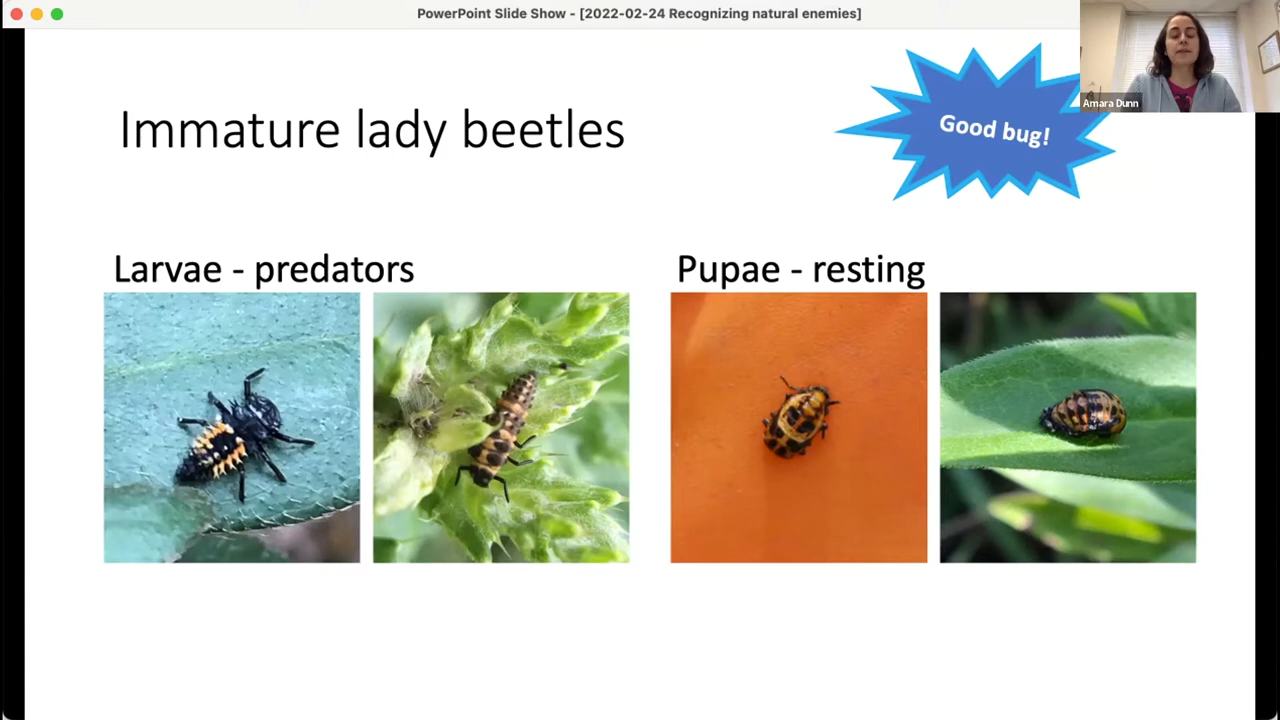 PowerPoint Slide Show - [2022-02-24 Recognizing natural enemies]
Immature lady beetles
Good bug!
Amara Dunn
Larvae - predators
Pupae - resting